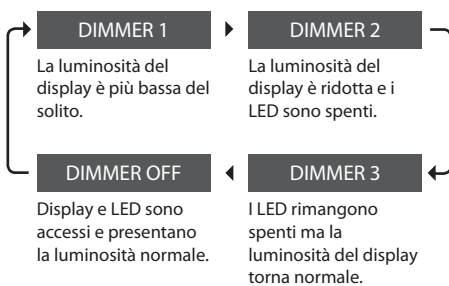 DIMMER 1
La luminosità del
display è più bassa del
solito.
DIMMER 2
La luminosità del
display è ridotta e i
LED sono spenti.
DIMMER OFF
Display e LED sono
accessi e presentano
la luminosità normale.
DIMMER 3
I LED rimangono
spenti ma la
luminosità del display
torna normale.